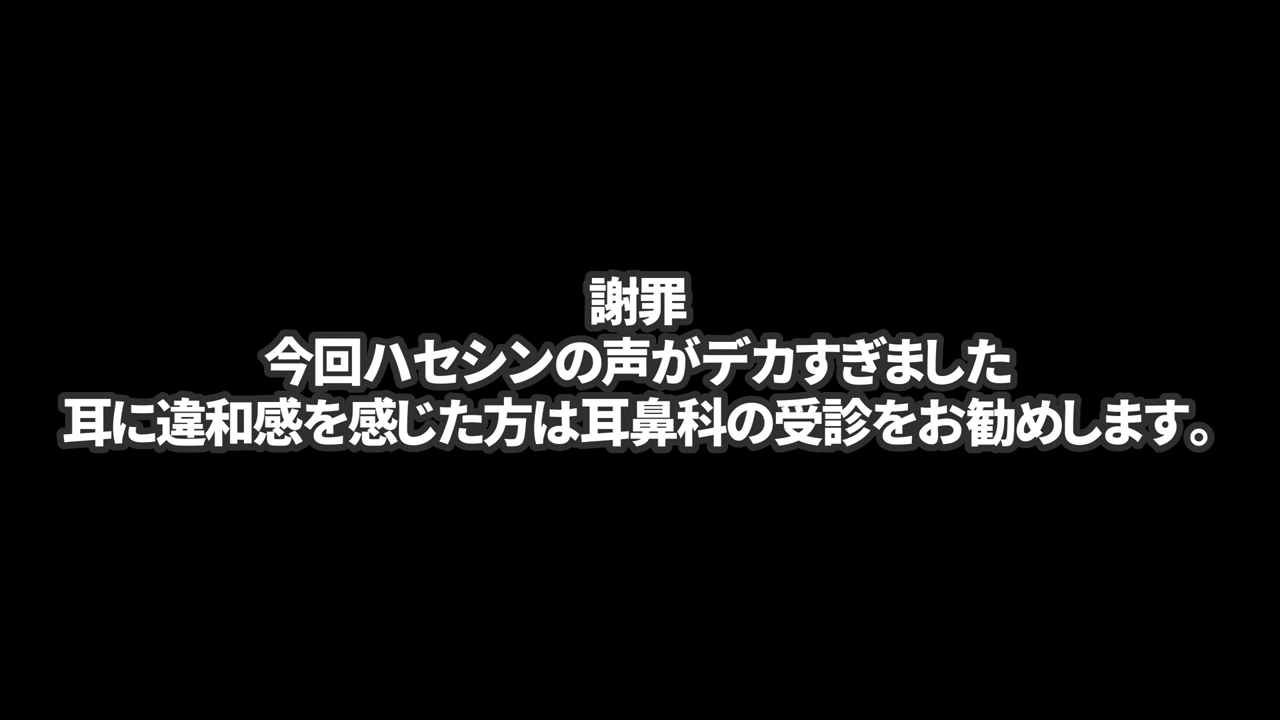 謝罪
今回ハセシンの声がデカすぎました
耳に違和感を感じた方は耳鼻科の受診をお勧めします。